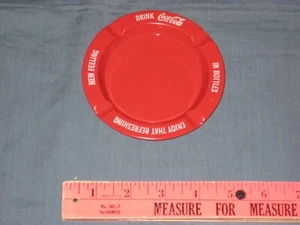 DRINK Coca-Cola
IN BOTTLES
ENJOY THAT REFRESHING
NEW FEELING
1 2 3 4 5 6 7
MEASURE FOR MEASURE